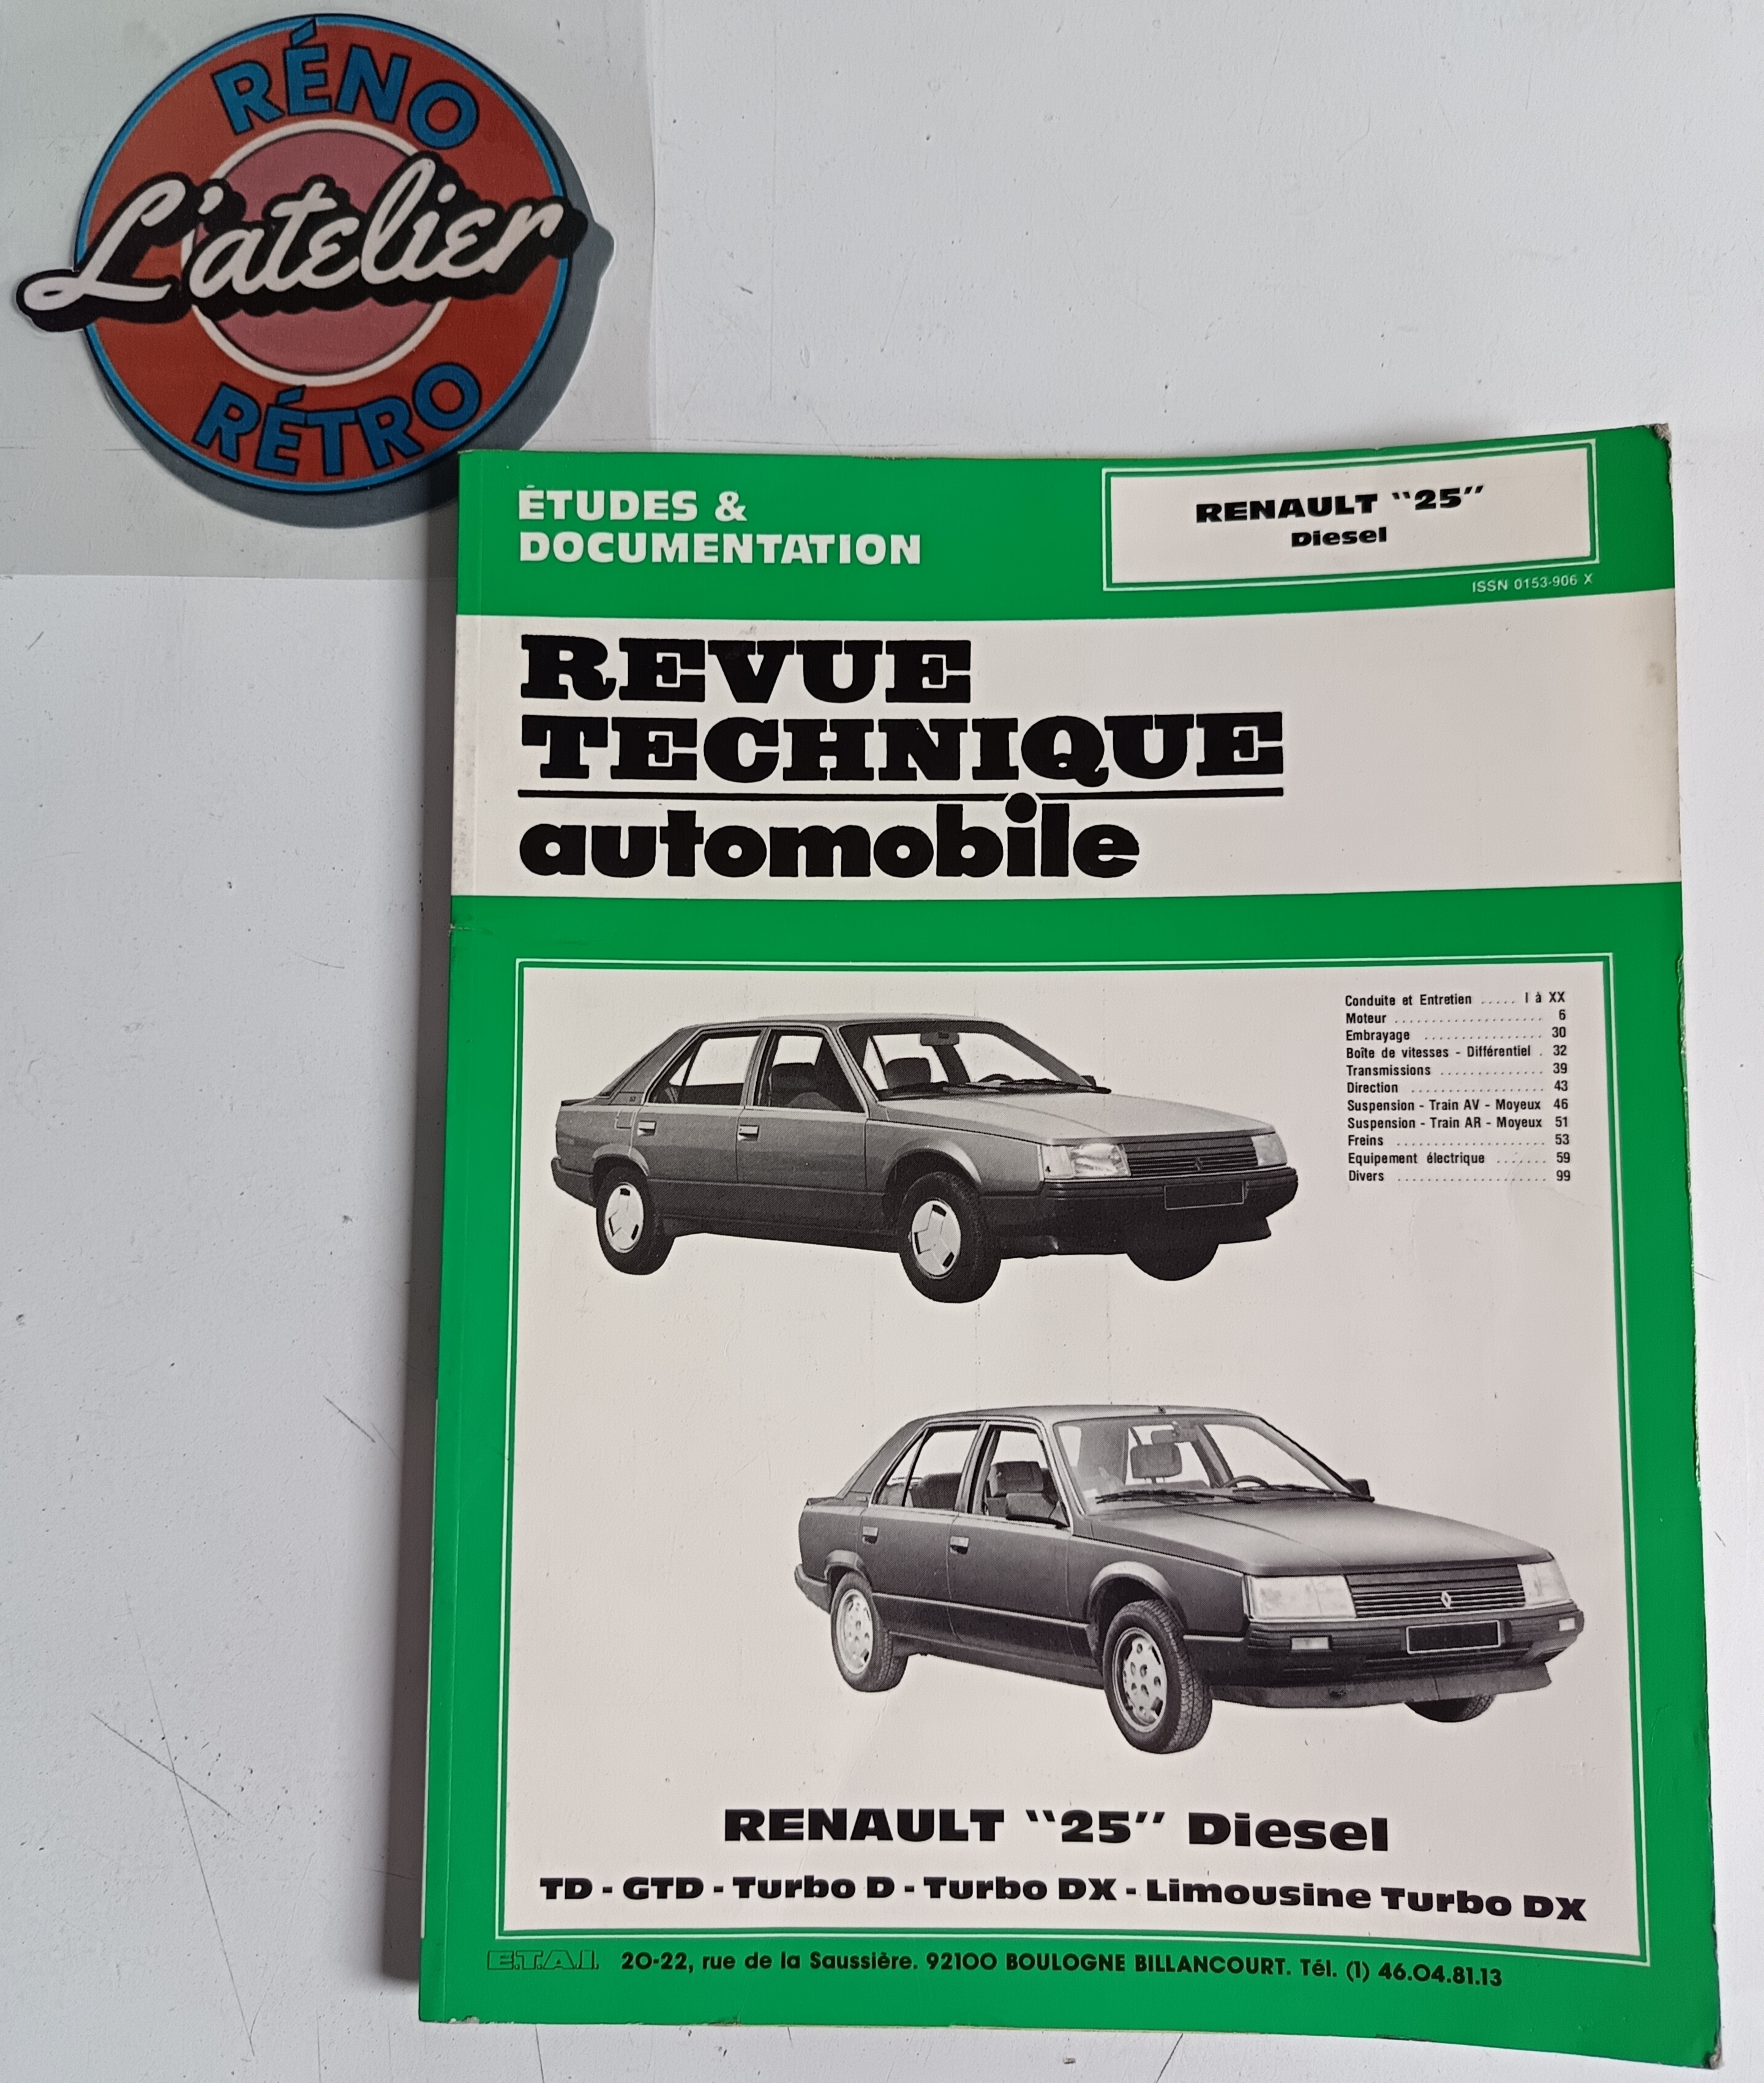 RÉNO
L'atelier
RÉTRO
ÉTUDES &
DOCUMENTATION
RENAULT "25"
Diesel
ISSN 0153-906 X
REVUE
TECHNIQUE
automobile
Conduite et Entretien ..... I à XX
Moteur .................... 6
Embrayage ................ 30
Boîte de vitesses - Différentiel . 32
Transmissions .............. 39
Direction .................. 43
Suspension - Train AV - Moyeux 46
Suspension - Train AR - Moyeux 51
Freins .................... 53
Equipement électrique ....... 59
Divers .................... 99
RENAULT "25" Diesel
TD - GTD - Turbo D - Turbo DX - Limousine Turbo DX
E.T.A.I. 20-22, rue de la Saussière. 92100 BOULOGNE BILLANCOURT. Tél. (1) 46.04.81.13